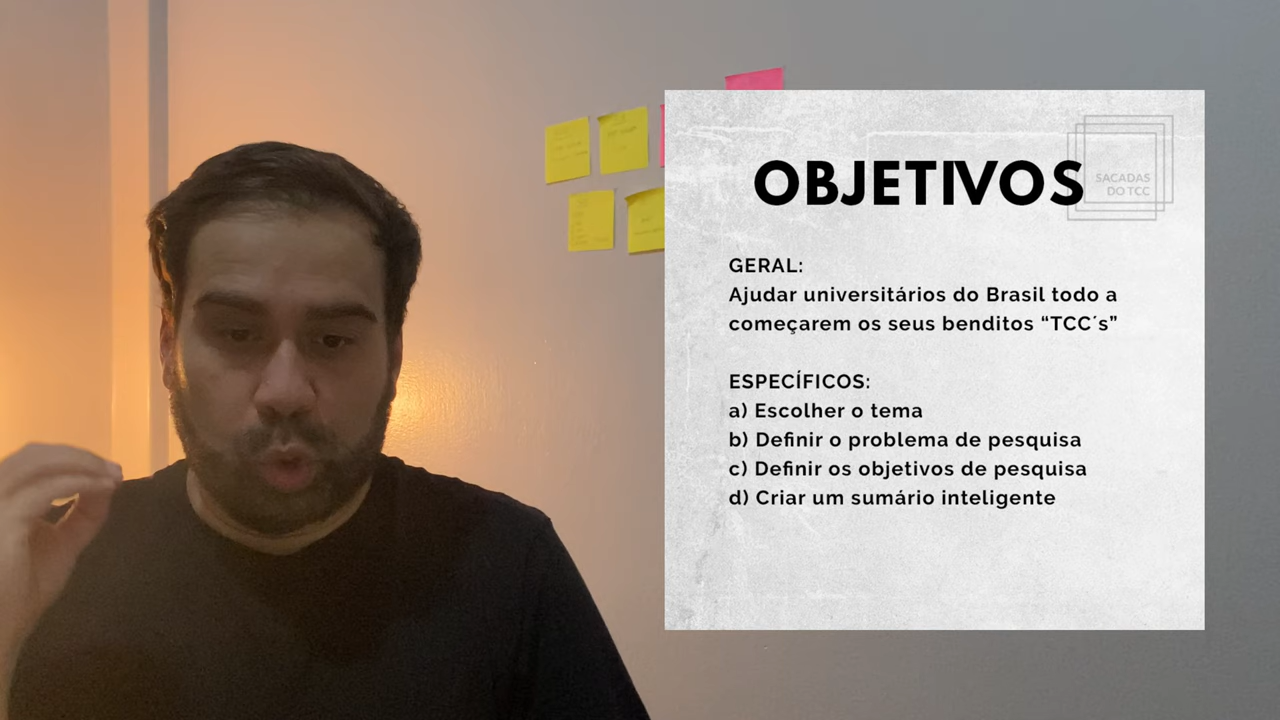 OBJETIVOS
SACADAS
DO TCC
GERAL:
Ajudar universitários do Brasil todo a
começarem os seus benditos “TCC´s”
ESPECÍFICOS:
a) Escolher o tema
b) Definir o problema de pesquisa
c) Definir os objetivos de pesquisa
d) Criar um sumário inteligente